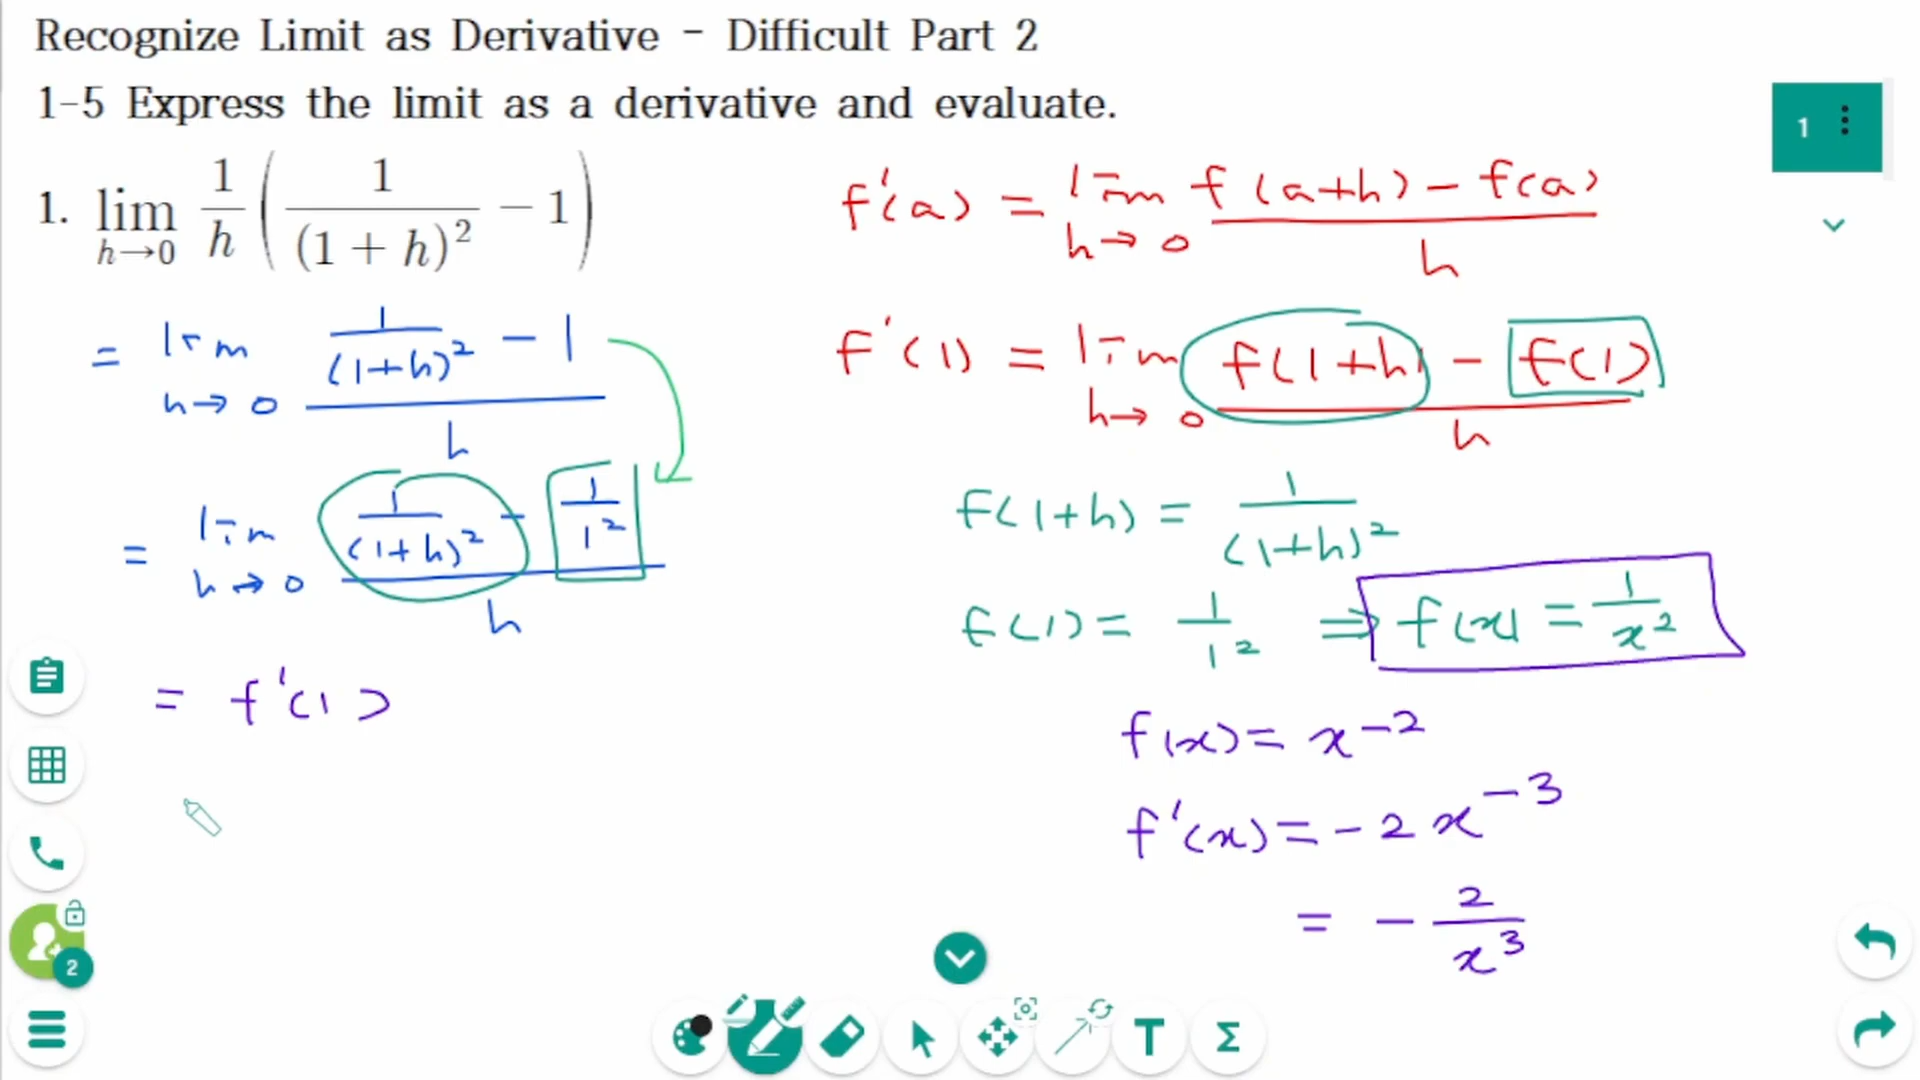 Recognize Limit as Derivative - Difficult Part 2
1-5 Express the limit as a derivative and evaluate.
1. lim h→0 1/h ( 1/(1 + h)² − 1 )
= lim h→0 (1/(1+h)² − 1)/h
= lim h→0 (1/(1+h)² − 1/1²)/h
= f'(1)
f'(a) = lim h→0 (f(a+h) − f(a))/h
f'(1) = lim h→0 (f(1+h) − f(1))/h
f(1+h) = 1/(1+h)²
f(1) = 1/1² ⇒ f(x) = 1/x²
f(x) = x⁻²
f'(x) = −2x⁻³
= − 2/x³
1
2
T
Σ